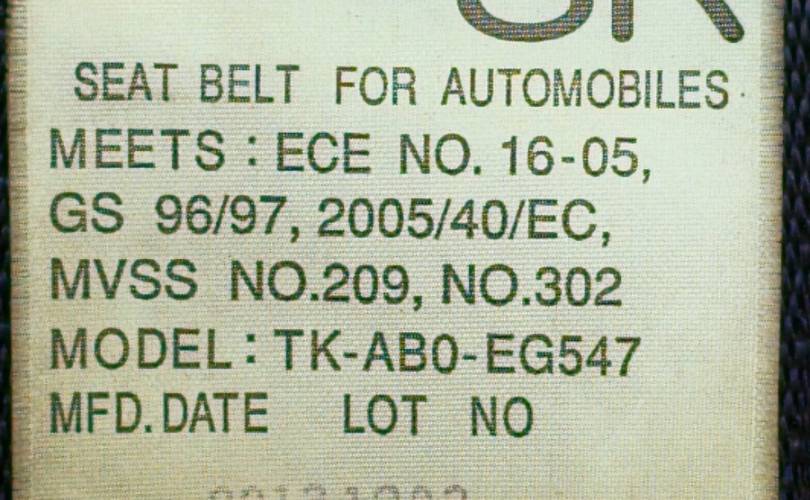 SEAT BELT FOR AUTOMOBILES
MEETS : ECE NO. 16-05,
GS 96/97, 2005/40/EC,
MVSS NO.209, NO.302
MODEL : TK-AB0-EG547
MFD. DATE LOT NO